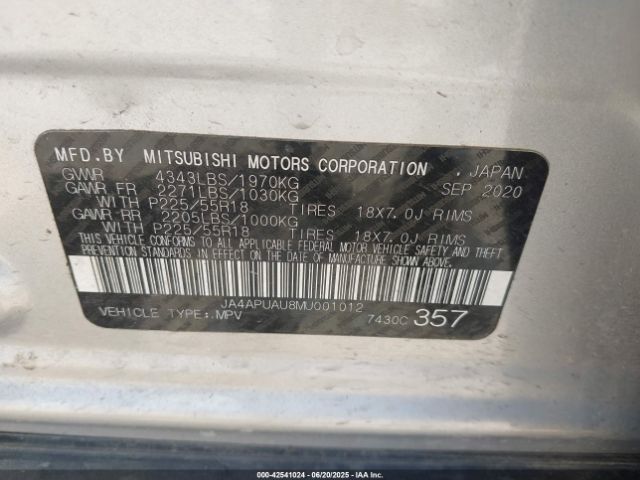 MFD.BY MITSUBISHI MOTORS CORPORATION . JAPAN
GVWR 4343LBS/1970KG SEP 2020
GAWR FR 2271LBS/1030KG
WITH P225/55R18 TIRES 18X7.0J RIMS
GAWR-RR 2205LBS/1000KG
WITH P225/55R18 TIRES 18X7.0J RIMS
THIS VEHICLE CONFORMS TO ALL APPLICABLE FEDERAL MOTOR VEHICLE SAFETY, BUMPER, AND THEFT
PREVENTION STANDARDS IN EFFECT ON THE DATE OF MANUFACTURE SHOWN ABOVE.
JA4APUAU8MU001012
VEHICLE TYPE:.MPV 7430C 357
000-42541024 | 06/20/2025 | IAA Inc.